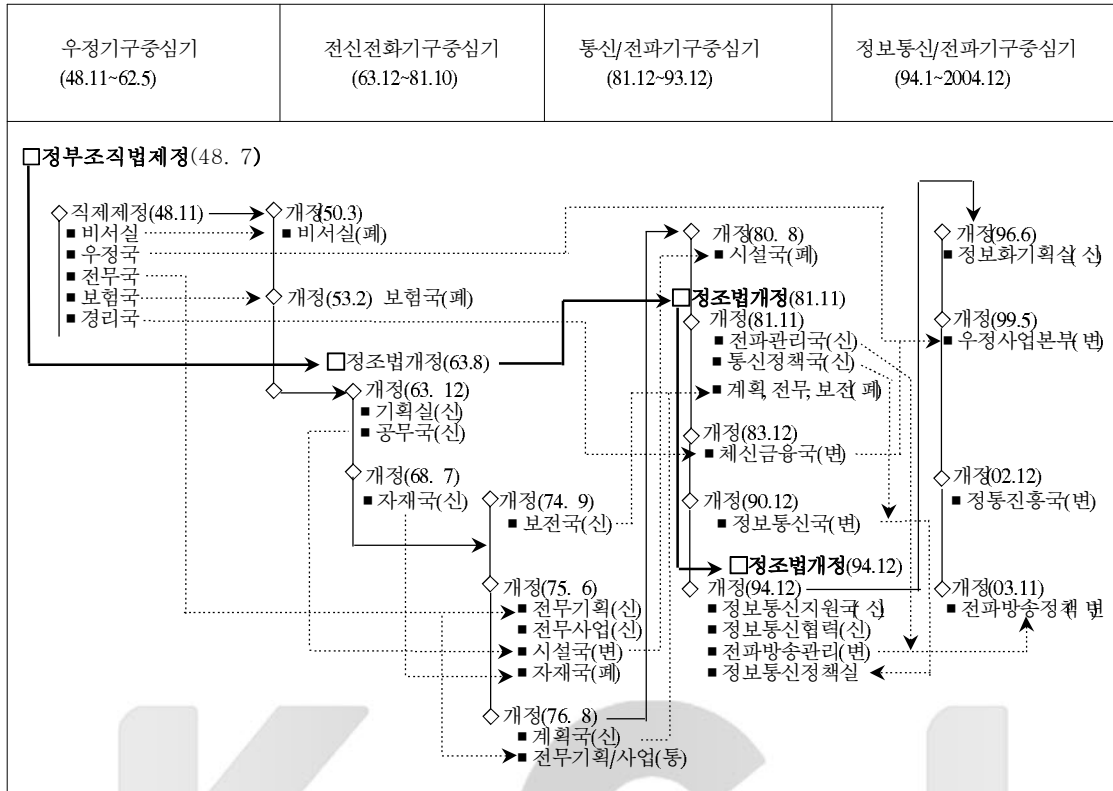 우정기구중심기
(48.11~62.5)
전신전화기구중심기
(63.12~81.10)
통신/전파기구중심기
(81.12~93.12)
정보통신/전파기구중심기
(94.1~2004.12)
□정부조직법제정(48. 7)
◇ 직제제정(48.11)
■ 비서실
■ 우정국
■ 전무국
■ 보험국
■ 경리국
◇ 개정(50.3)
■ 비서실(폐)
◇ 개정(53.2) 보험국(폐)
□정조법개정(63.8)
◇ 개정(63. 12)
■ 기획실(신)
■ 공무국(신)
◇ 개정(68. 7)
■ 자재국(신)
◇ 개정(74. 9)
■ 보전국(신)
◇ 개정(75. 6)
■ 전무기획(신)
■ 전무사업(신)
■ 시설국(변)
■ 자재국(폐)
◇ 개정(76. 8)
■ 계획국(신)
■ 전무기획/사업(통)
◇ 개정(80. 8)
■ 시설국(폐)
□정조법개정(81.11)
◇ 개정(81.11)
■ 전파관리국(신)
■ 통신정책국(신)
■ 계획, 전무, 보전(폐)
◇ 개정(83.12)
■ 체신금융국(변)
◇ 개정(90.12)
■ 정보통신국(변)
□정조법개정(94.12)
◇ 개정(94.12)
■ 정보통신지원국(신)
■ 정보통신협력(신)
■ 전파방송관리(변)
■ 정보통신정책실
◇ 개정(96.6)
■ 정보화기획실(신)
◇ 개정(99.5)
■ 우정사업본부(변)
◇ 개정(02.12)
■ 정통진흥국(변)
◇ 개정(03.11)
■ 전파방송정책(변)
KCI